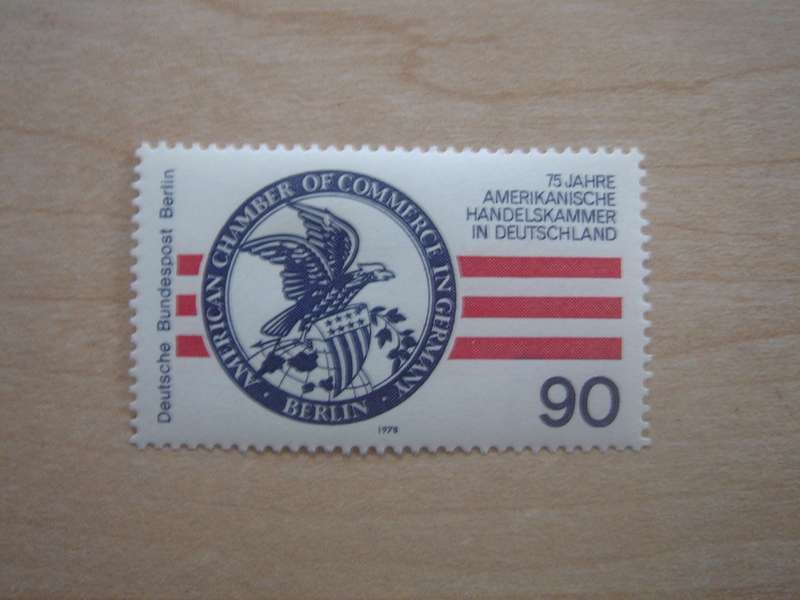 Deutsche Bundespost Berlin
AMERICAN CHAMBER OF COMMERCE IN GERMANY
· BERLIN ·
75 JAHRE
AMERIKANISCHE
HANDELSKAMMER
IN DEUTSCHLAND
90
1978